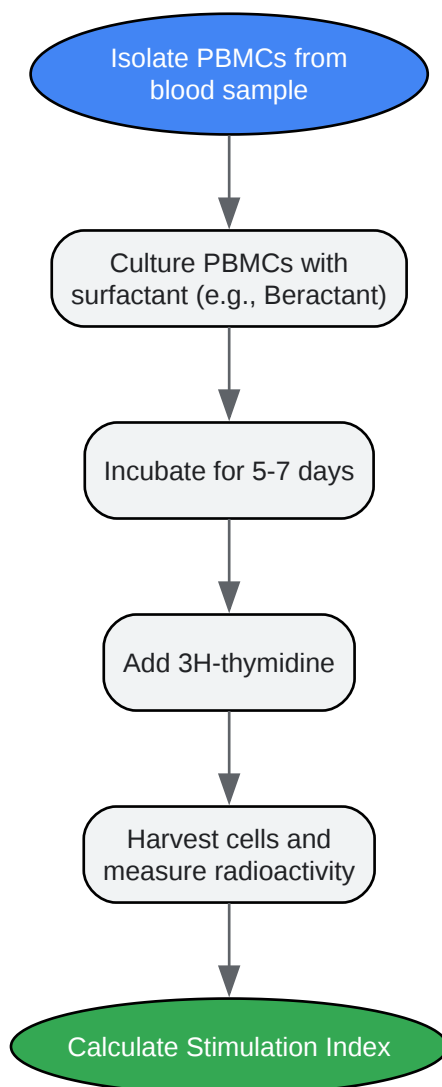 Isolate PBMCs from
blood sample
Culture PBMCs with
surfactant (e.g., Beractant)
Incubate for 5-7 days
Add 3H-thymidine
Harvest cells and
measure radioactivity
Calculate Stimulation Index